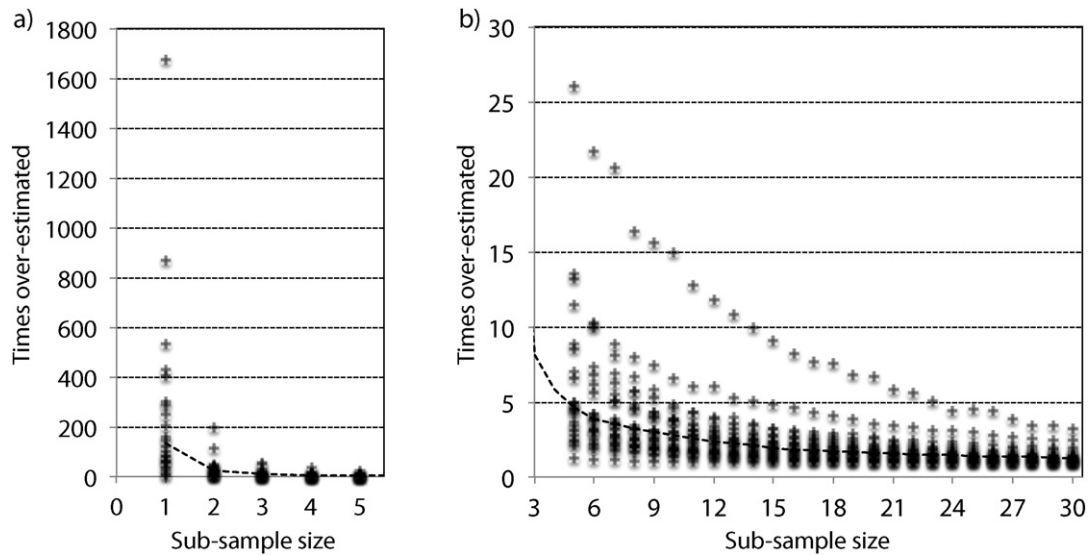 a)
1800
1600
1400
1200
1000
800
600
400
200
0
Times over-estimated
0 1 2 3 4 5
Sub-sample size
b)
30
25
20
15
10
5
0
Times over-estimated
3 6 9 12 15 18 21 24 27 30
Sub-sample size